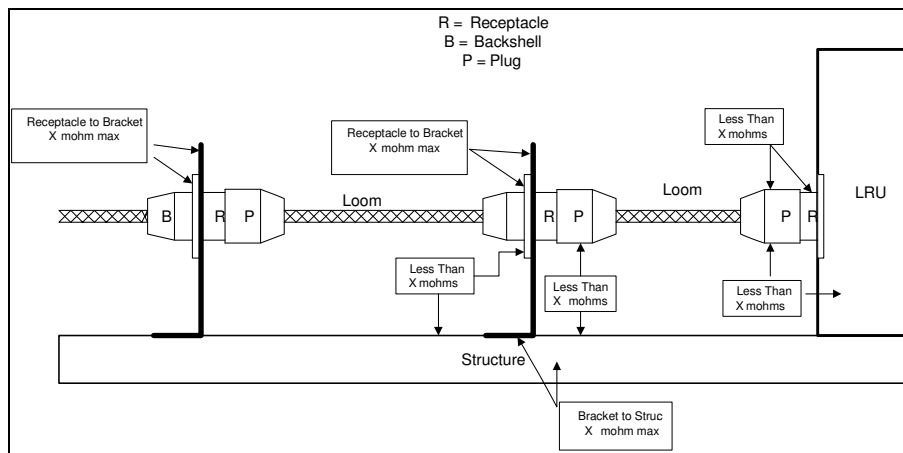 R = Receptacle
B = Backshell
P = Plug
Receptacle to Bracket
X mohm max
Receptacle to Bracket
X mohm max
Less Than
X mohms
B
R
P
Loom
R
P
Loom
P
R
LRU
Less Than
X mohms
Less Than
X mohms
Less Than
X mohms
Structure
Bracket to Struc
X mohm max